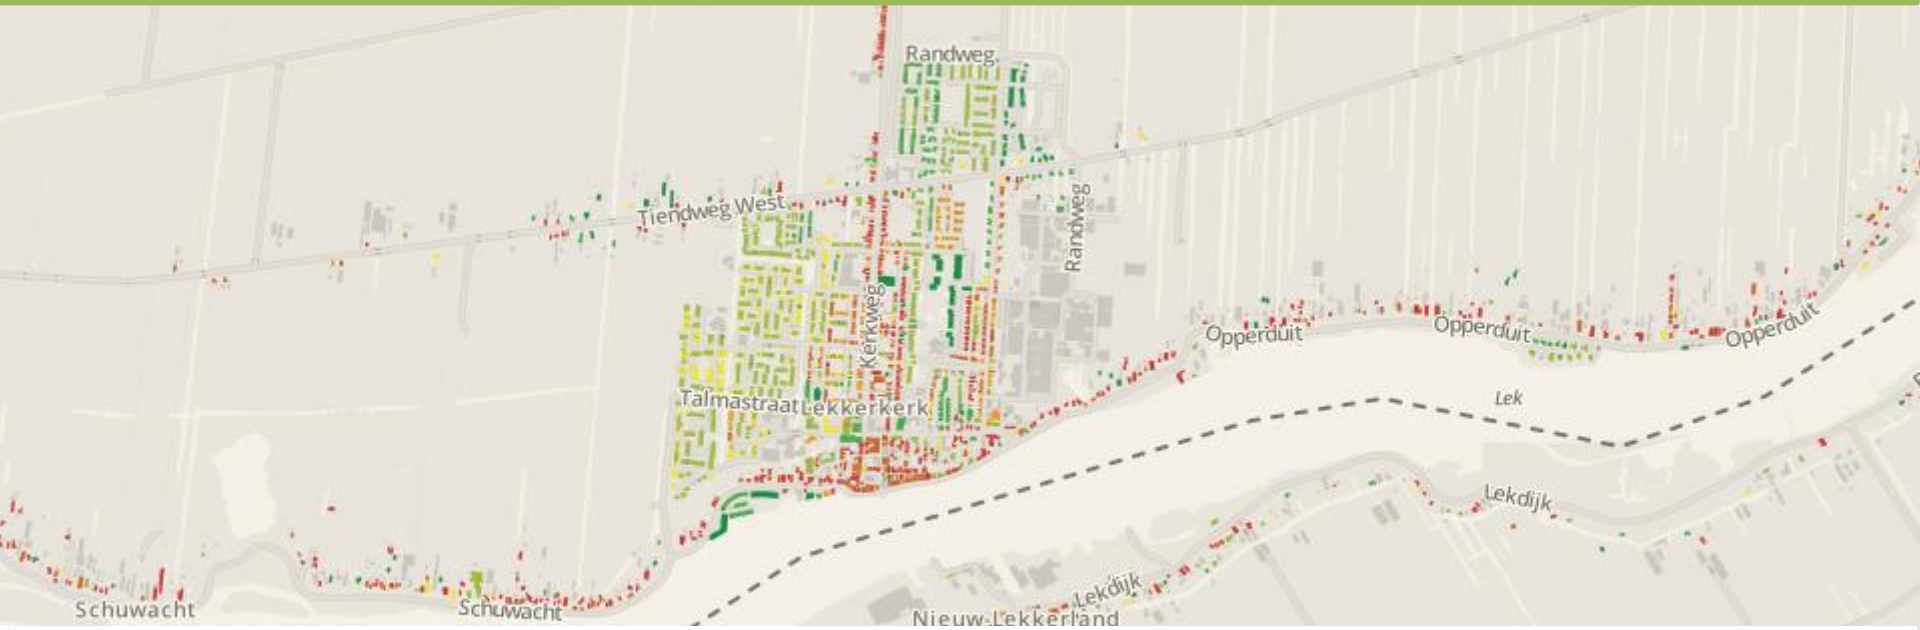 Randweg
Tiendweg West
Randweg
Kerkweg
Opperduit
Opperduit
Opperduit
Lek
Talmastraat
Lekkerkerk
Lekdijk
Schuwacht
Schuwacht
Lekdijk
Nieuw-Lekkerland